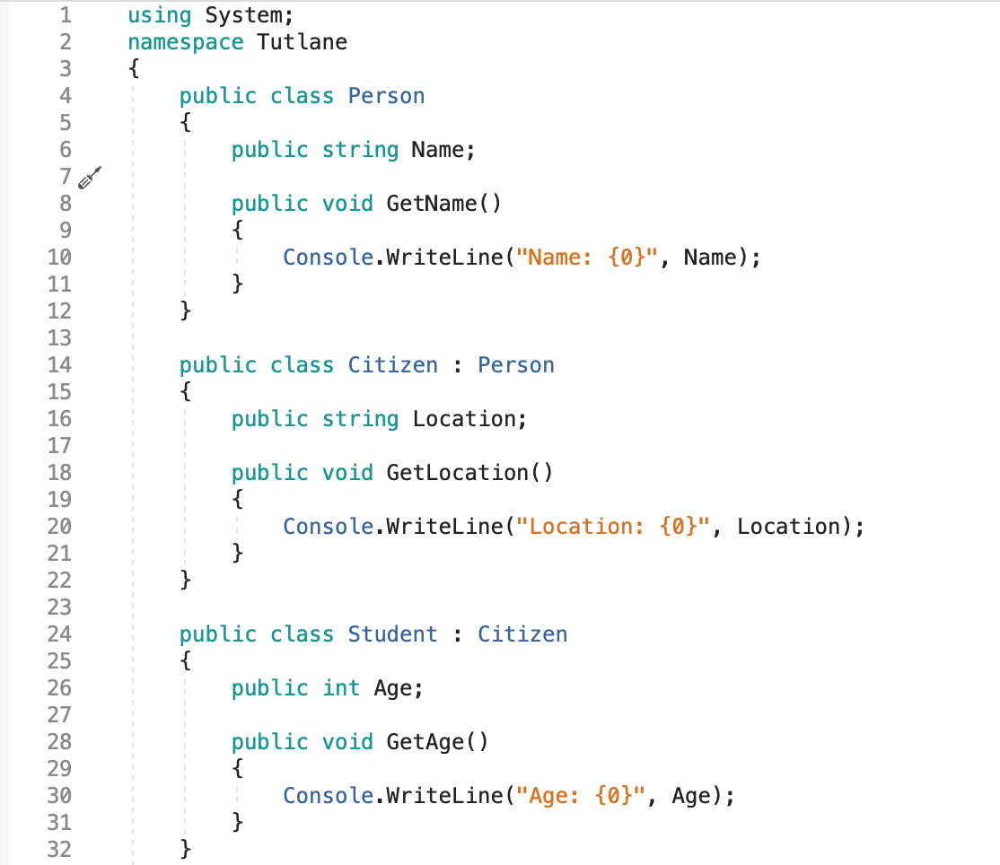 1 using System;
2 namespace Tutlane
3 {
4 public class Person
5 {
6 public string Name;
7
8 public void GetName()
9 {
10 Console.WriteLine("Name: {0}", Name);
11 }
12 }
13
14 public class Citizen : Person
15 {
16 public string Location;
17
18 public void GetLocation()
19 {
20 Console.WriteLine("Location: {0}", Location);
21 }
22 }
23
24 public class Student : Citizen
25 {
26 public int Age;
27
28 public void GetAge()
29 {
30 Console.WriteLine("Age: {0}", Age);
31 }
32 }